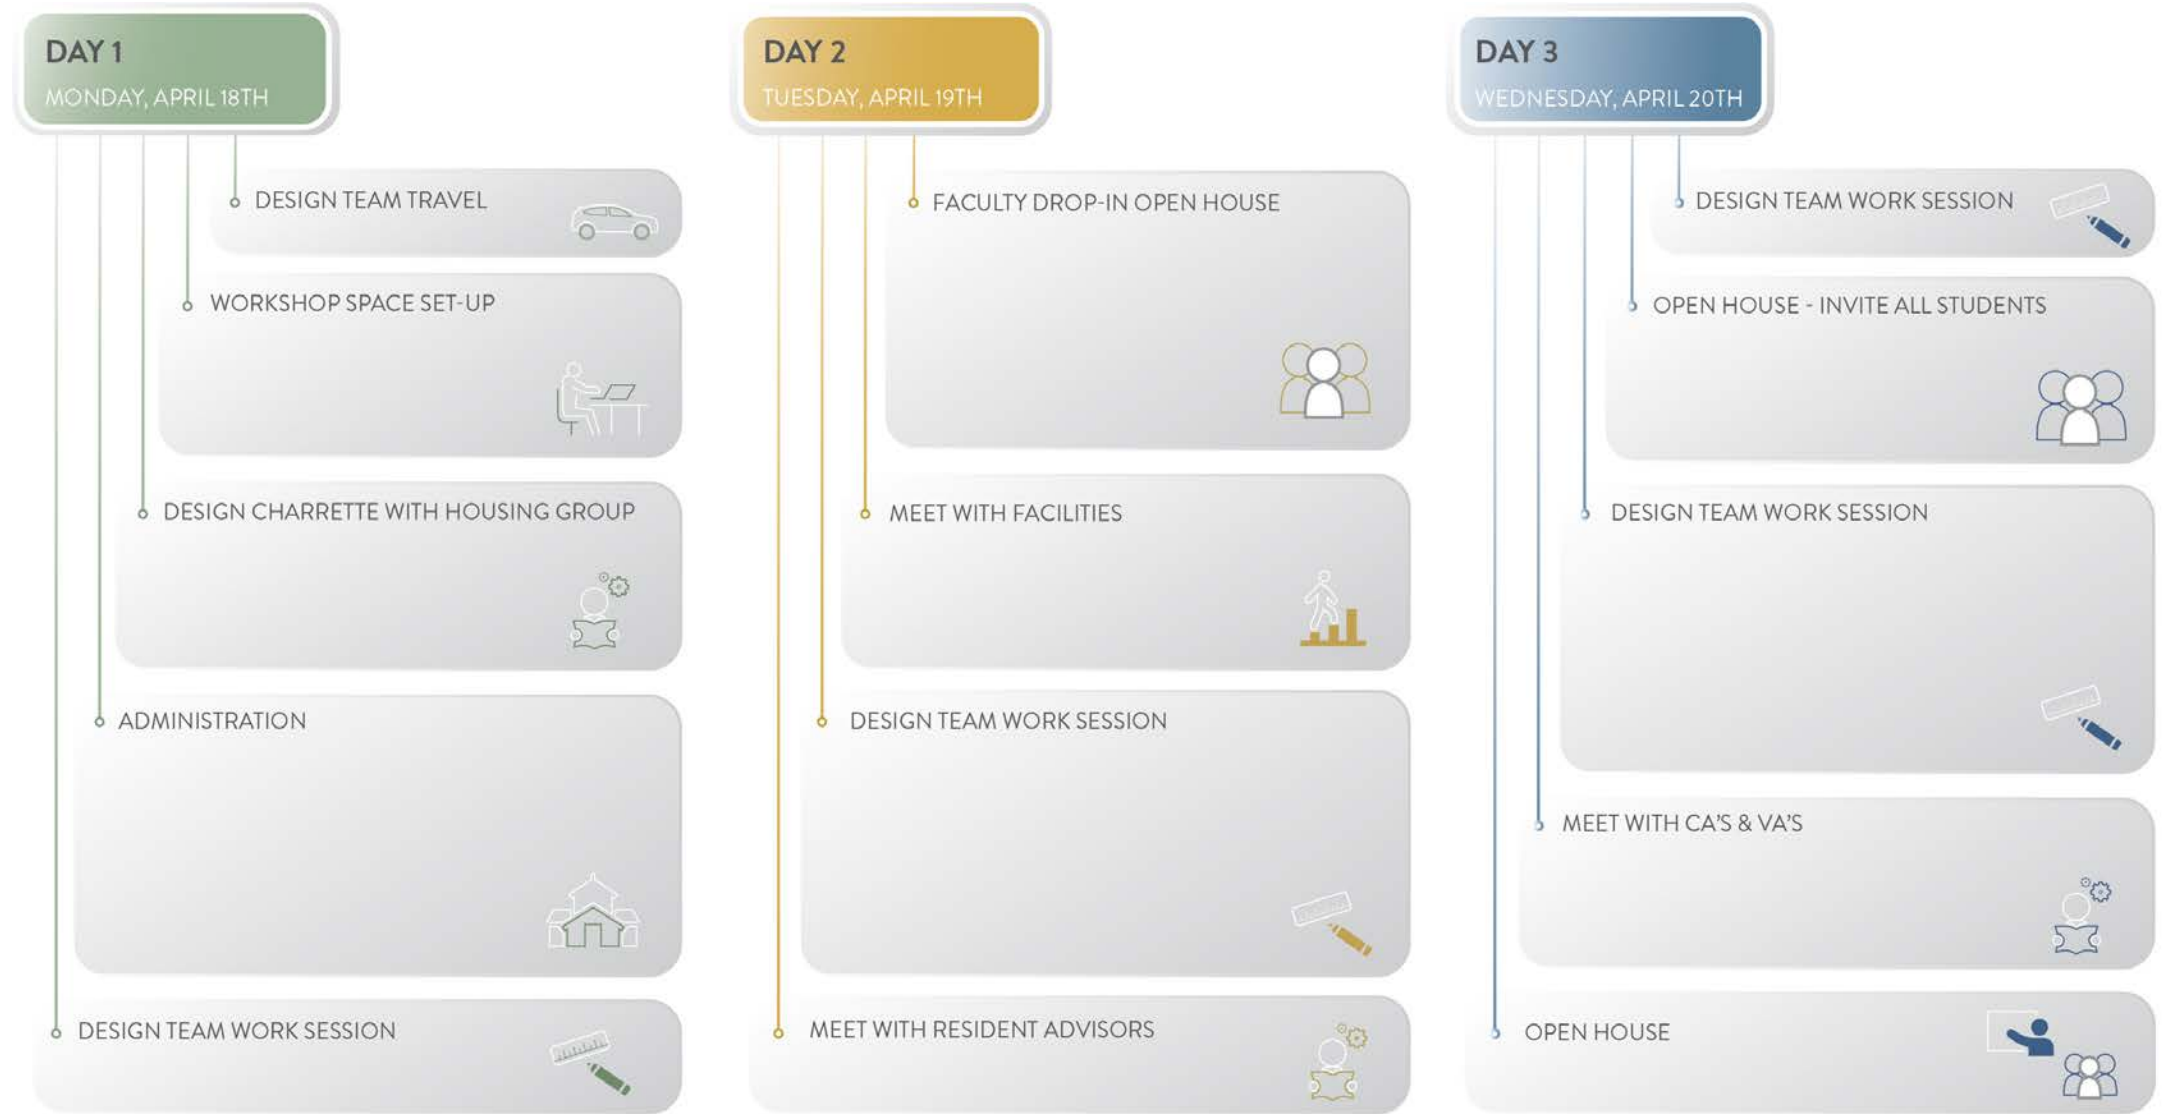 DAY 1
MONDAY, APRIL 18TH
DESIGN TEAM TRAVEL
WORKSHOP SPACE SET-UP
DESIGN CHARRETTE WITH HOUSING GROUP
ADMINISTRATION
DESIGN TEAM WORK SESSION
DAY 2
TUESDAY, APRIL 19TH
FACULTY DROP-IN OPEN HOUSE
MEET WITH FACILITIES
DESIGN TEAM WORK SESSION
MEET WITH RESIDENT ADVISORS
DAY 3
WEDNESDAY, APRIL 20TH
DESIGN TEAM WORK SESSION
OPEN HOUSE - INVITE ALL STUDENTS
DESIGN TEAM WORK SESSION
MEET WITH CA'S & VA'S
OPEN HOUSE